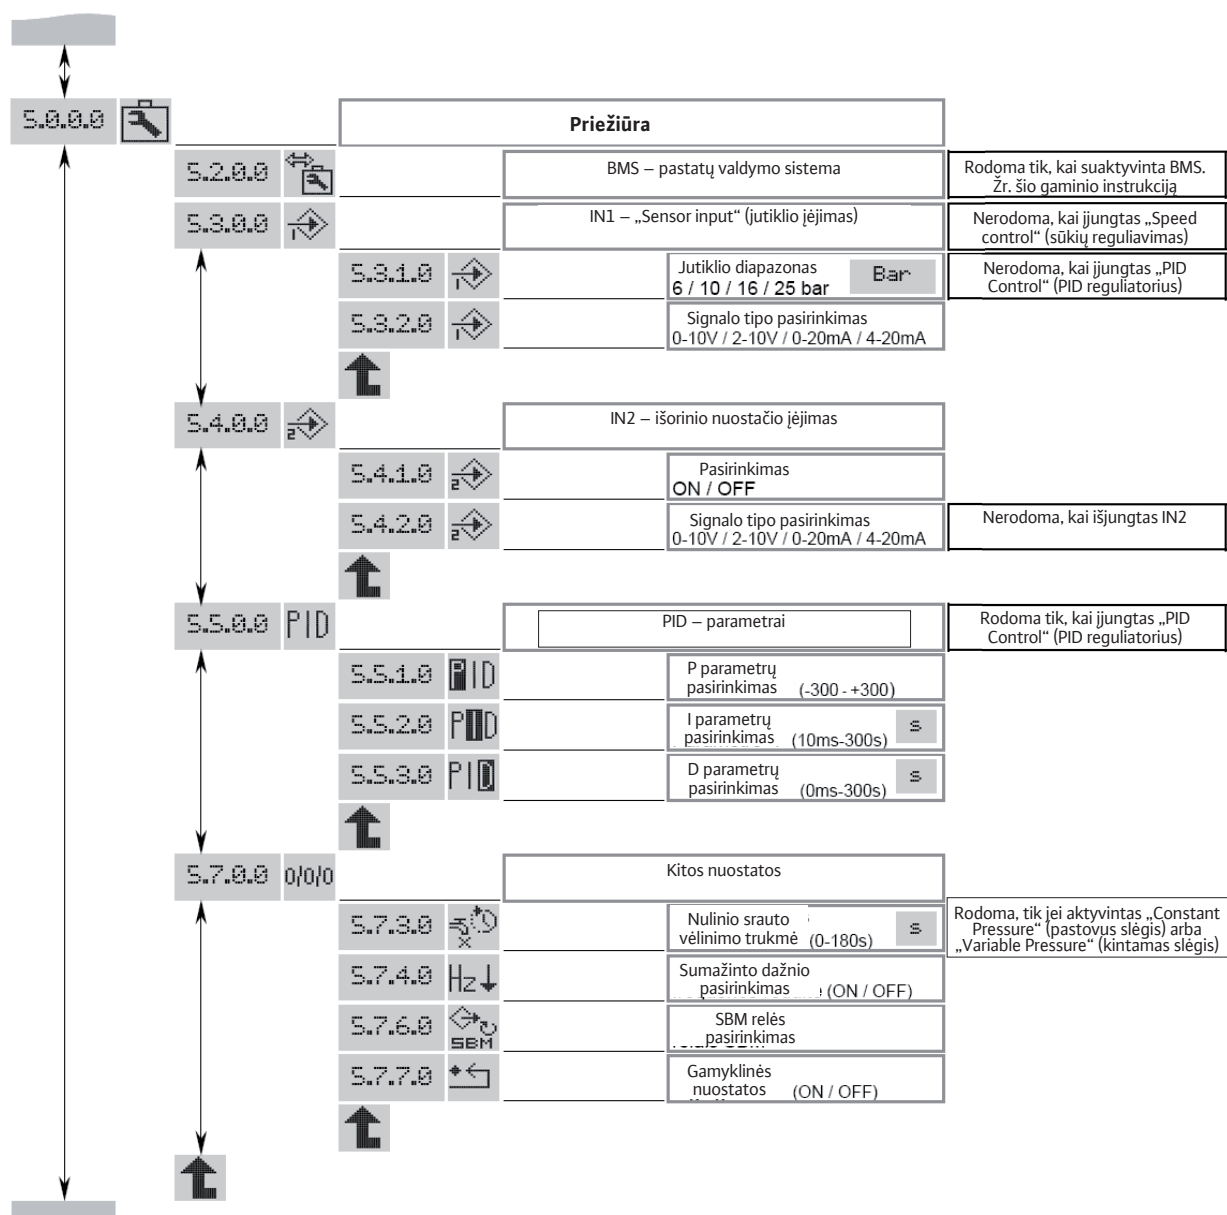 5.0.0.0
Priežiūra
5.2.0.0
BMS – pastatų valdymo sistema
Rodoma tik, kai suaktyvinta BMS.
Žr. šio gaminio instrukciją
5.3.0.0
1
IN1 – „Sensor input“ (jutiklio įėjimas)
Nerodoma, kai įjungtas „Speed
control“ (sūkių reguliavimas)
5.3.1.0
1
Jutiklio diapazonas
6 / 10 / 16 / 25 bar
Bar
Nerodoma, kai įjungtas „PID
Control“ (PID reguliatorius)
5.3.2.0
1
Signalo tipo pasirinkimas
0-10V / 2-10V / 0-20mA / 4-20mA
5.4.0.0
2
IN2 – išorinio nuostačio įėjimas
5.4.1.0
2
Pasirinkimas
ON / OFF
5.4.2.0
2
Signalo tipo pasirinkimas
0-10V / 2-10V / 0-20mA / 4-20mA
Nerodoma, kai išjungtas IN2
5.5.0.0
PID
PID – parametrai
Rodoma tik, kai įjungtas „PID
Control“ (PID reguliatorius)
5.5.1.0
PID
P parametrų
pasirinkimas (-300 - +300)
5.5.2.0
PID
I parametrų
pasirinkimas (10ms-300s)
s
5.5.3.0
PID
D parametrų
pasirinkimas (0ms-300s)
s
5.7.0.0
0/0/0
Kitos nuostatos
5.7.3.0
Nulinio srauto
vėlinimo trukmė (0-180s)
s
Rodoma, tik jei aktyvintas „Constant
Pressure“ (pastovus slėgis) arba
„Variable Pressure“ (kintamas slėgis)
5.7.4.0
Hz
Sumažinto dažnio
pasirinkimas (ON / OFF)
5.7.6.0
SBM
SBM relės
pasirinkimas
5.7.7.0
Gamyklinės
nuostatos (ON / OFF)